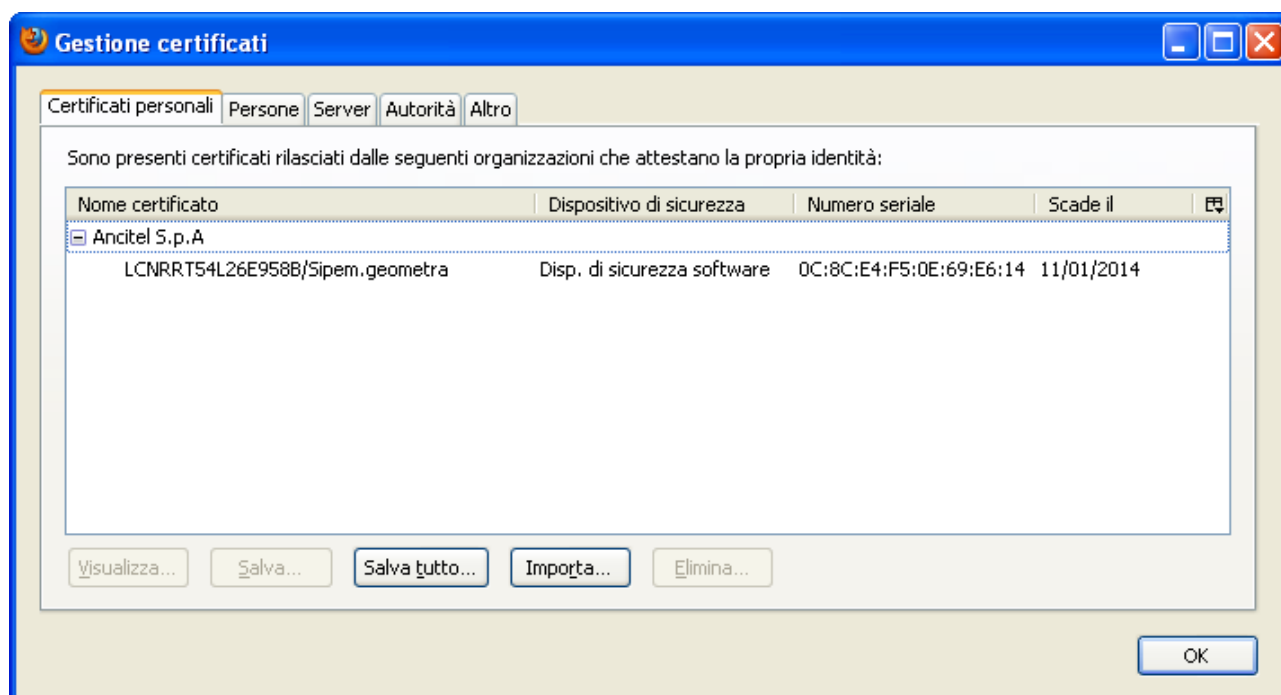 Gestione certificati
Certificati personali Persone Server Autorità Altro
Sono presenti certificati rilasciati dalle seguenti organizzazioni che attestano la propria identità:
Nome certificato Dispositivo di sicurezza Numero seriale Scade il
Ancitel S.p.A
LCNRRT54L26E958B/Sipem.geometra Disp. di sicurezza software 0C:8C:E4:F5:0E:69:E6:14 11/01/2014
Visualizza... Salva... Salva tutto... Importa... Elimina...
OK